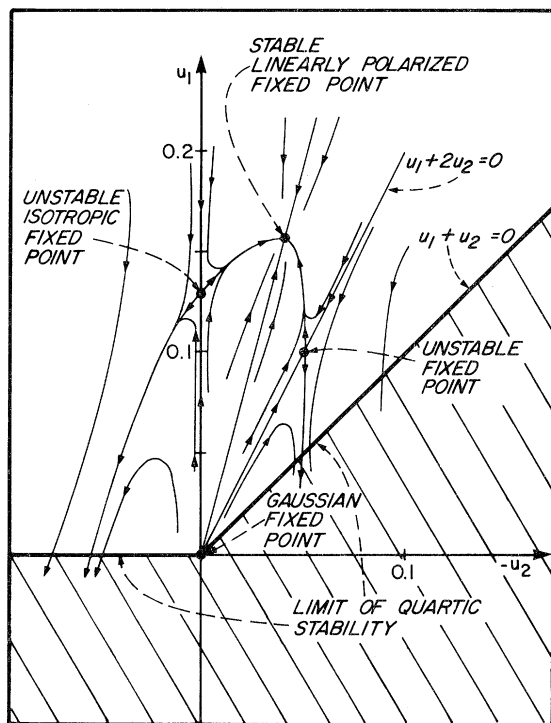 STABLE
LINEARLY POLARIZED
FIXED POINT
u₁
0.2
u₁+2u₂=0
UNSTABLE
ISOTROPIC
FIXED
POINT
u₁+u₂=0
0.1
UNSTABLE
FIXED
POINT
GAUSSIAN
FIXED
POINT
0.1
-u₂
LIMIT OF QUARTIC
STABILITY